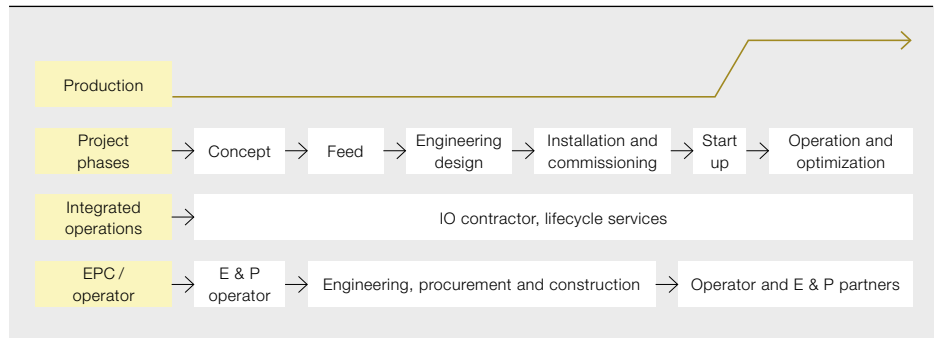 Production
Project
phases
Concept
Feed
Engineering
design
Installation and
commissioning
Start
up
Operation and
optimization
Integrated
operations
IO contractor, lifecycle services
EPC /
operator
E & P
operator
Engineering, procurement and construction
Operator and E & P partners